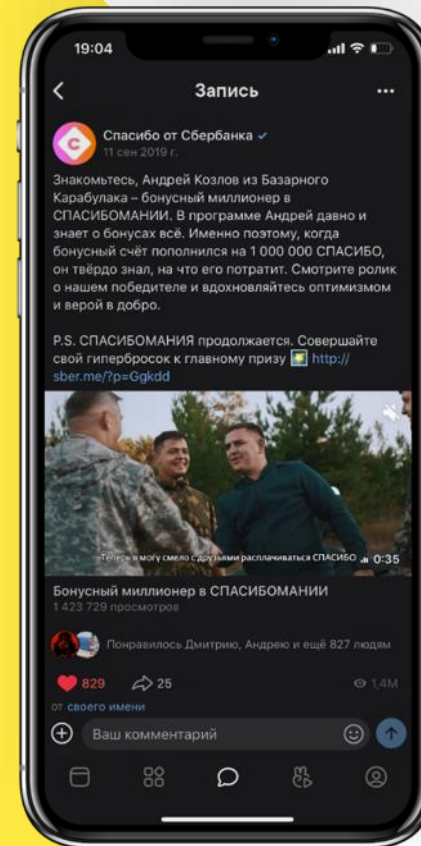 19:04
Запись
Спасибо от Сбербанка
11 сен 2019 г.
Знакомьтесь, Андрей Козлов из Базарного
Карабулака – бонусный миллионер в
СПАСИБОМАНИИ. В программе Андрей давно и
знает о бонусах всё. Именно поэтому, когда
бонусный счёт пополнился на 1 000 000 СПАСИБО,
он твёрдо знал, на что его потратит. Смотрите ролик
о нашем победителе и вдохновляйтесь оптимизмом
и верой в добро.
P.S. СПАСИБОМАНИЯ продолжается. Совершайте
свой гипербросок к главному призу http://
sber.me/?p=Ggkdd
Теперь я могу смело с друзьями расплачиваться СПАСИБО
0:35
Бонусный миллионер в СПАСИБОМАНИИ
1 423 729 просмотров
Понравилось Дмитрию, Андрею и ещё 827 людям
829 25 1,4M
от своего имени
Ваш комментарий